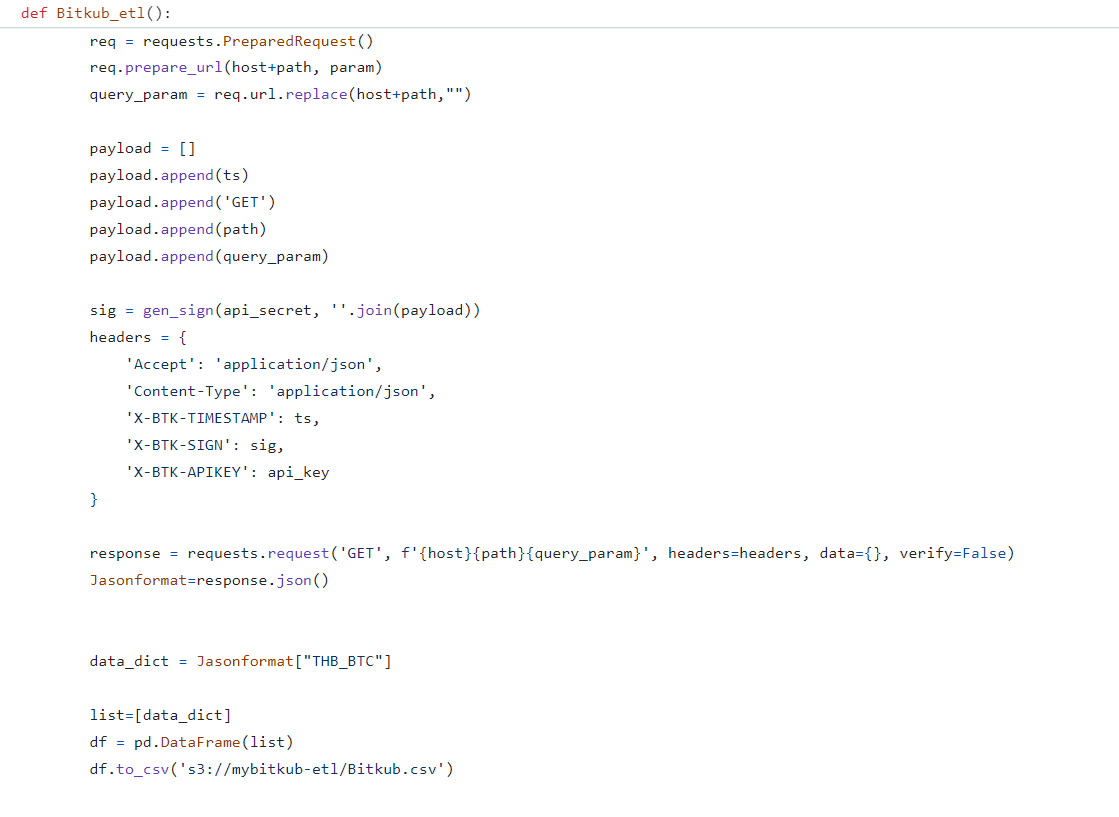 def Bitkub_etl():
req = requests.PreparedRequest()
req.prepare_url(host+path, param)
query_param = req.url.replace(host+path,"")
payload = []
payload.append(ts)
payload.append('GET')
payload.append(path)
payload.append(query_param)
sig = gen_sign(api_secret, ''.join(payload))
headers = {
'Accept': 'application/json',
'Content-Type': 'application/json',
'X-BTK-TIMESTAMP': ts,
'X-BTK-SIGN': sig,
'X-BTK-APIKEY': api_key
}
response = requests.request('GET', f'{host}{path}{query_param}', headers=headers, data={}, verify=False)
Jasonformat=response.json()
data_dict = Jasonformat["THB_BTC"]
list=[data_dict]
df = pd.DataFrame(list)
df.to_csv('s3://mybitkub-etl/Bitkub.csv')